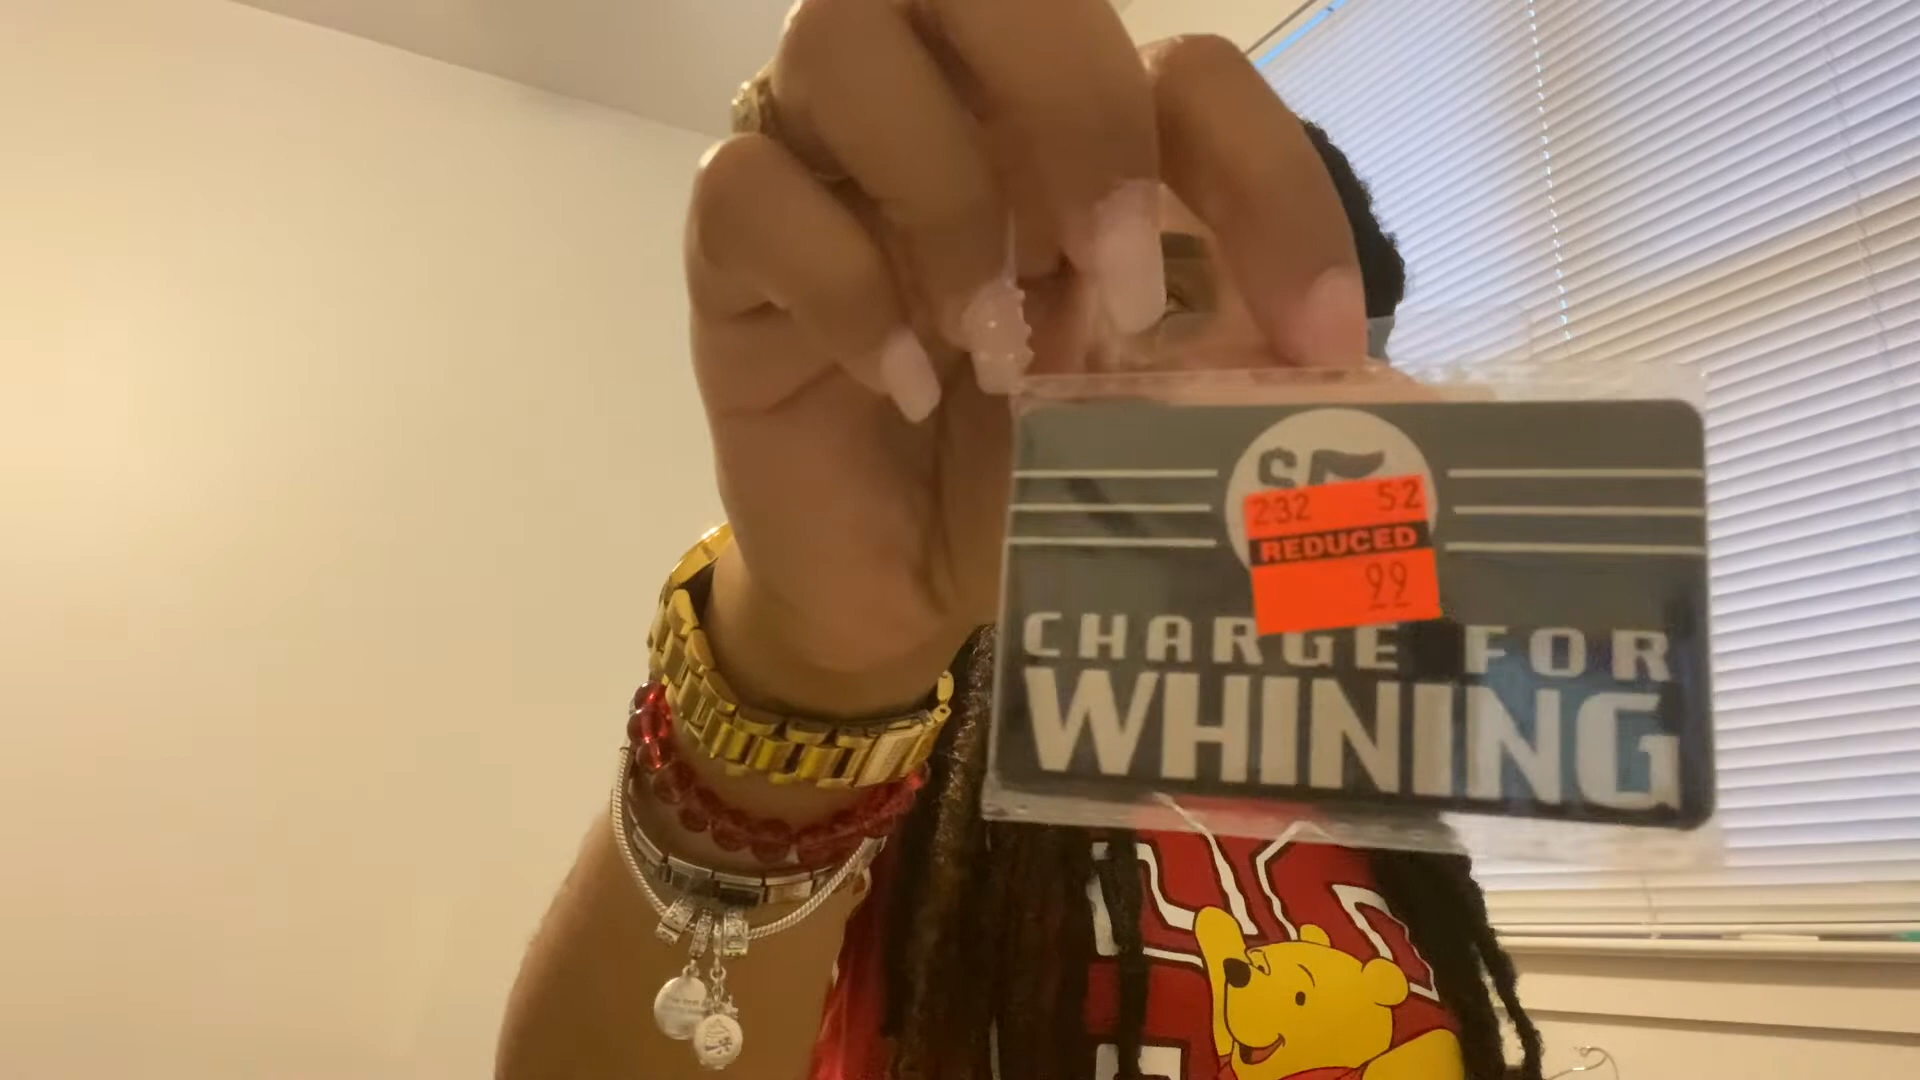 $5
232 52
REDUCED
99
CHARGE FOR
WHINING